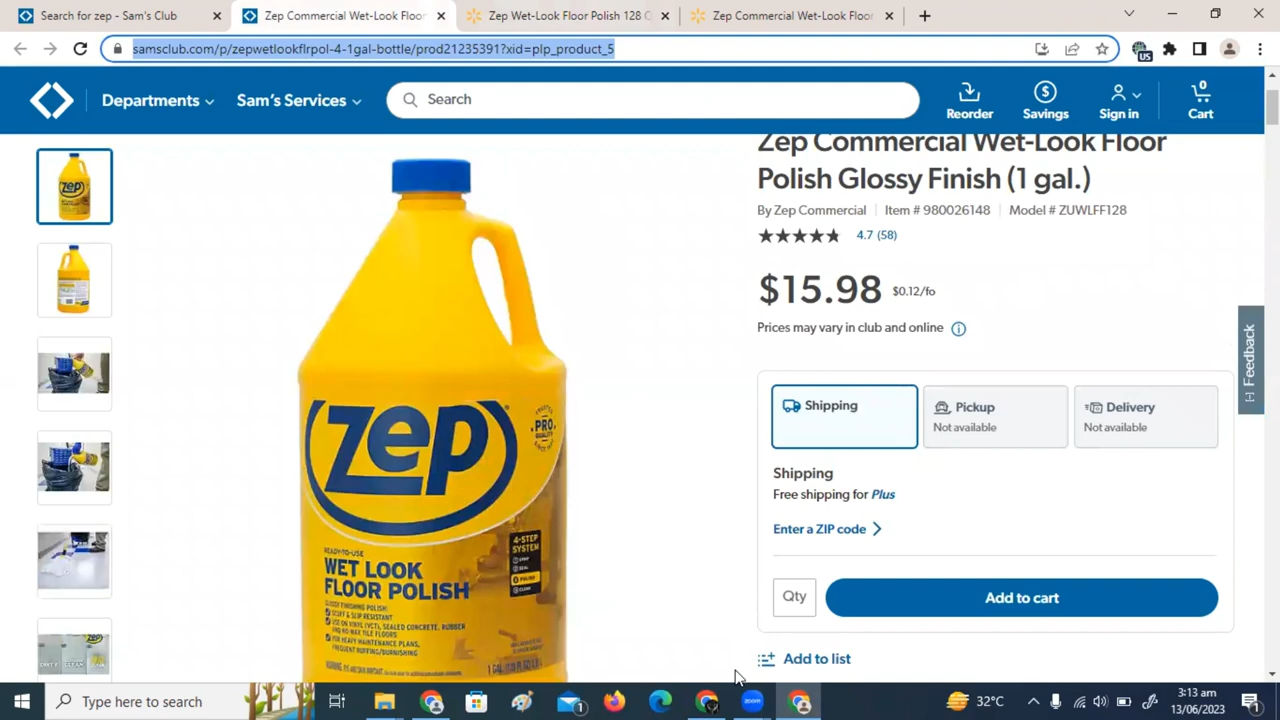 Search for zep - Sam's Club
Zep Commercial Wet-Look Floor
Zep Wet-Look Floor Polish 128 O
Zep Commercial Wet-Look Floor
samsclub.com/p/zepwetlookflrpol-4-1gal-bottle/prod21235391?xid=plp_product_5
US
Departments
Sam's Services
Search
Reorder
Savings
Sign in
0
Cart
Zep Commercial Wet-Look Floor
Polish Glossy Finish (1 gal.)
By Zep Commercial
Item # 980026148
Model # ZUWLFF128
4.7 (58)
$15.98
$0.12/fo
Prices may vary in club and online
Feedback
Shipping
Pickup
Not available
Delivery
Not available
Shipping
Free shipping for Plus
Enter a ZIP code
Qty
Add to cart
Add to list
zep
PRO
QUALITY
4-STEP
SYSTEM
READY-TO-USE
WET LOOK
FLOOR POLISH
Type here to search
zoom
1
32°C
3:13 am
13/06/2023
1